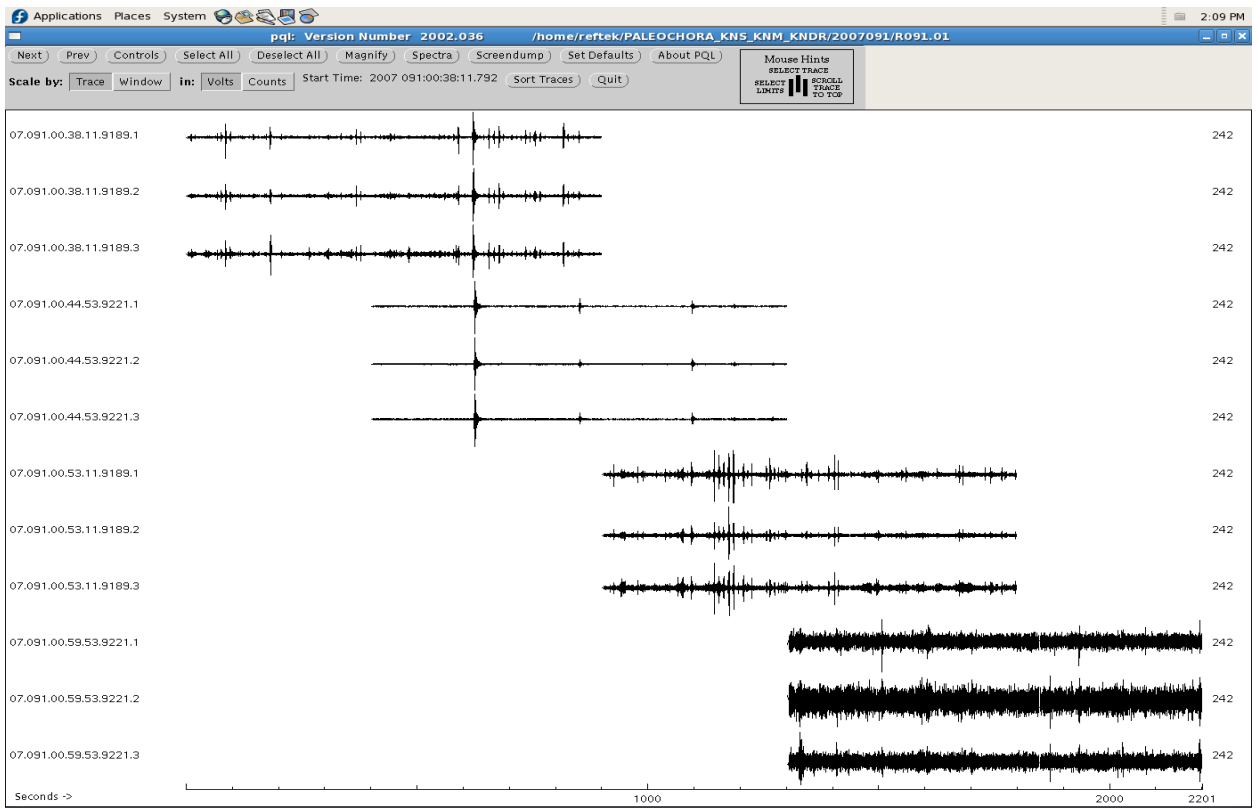 Applications Places System 2:09 PM
pql: Version Number 2002.036 /home/reftek/PALEOCHORA_KNS_KNM_KNDR/2007091/R091.01
Next Prev Controls Select All Deselect All Magnify Spectra Screendump Set Defaults About PQL
Scale by: Trace Window in: Volts Counts Start Time: 2007 091:00:38:11.792 Sort Traces Quit
Mouse Hints
SELECT TRACE
SELECT LIMITS
SCROLL TRACE TO TOP
07.091.00.38.11.9189.1 242
07.091.00.38.11.9189.2 242
07.091.00.38.11.9189.3 242
07.091.00.44.53.9221.1 242
07.091.00.44.53.9221.2 242
07.091.00.44.53.9221.3 242
07.091.00.53.11.9189.1 242
07.091.00.53.11.9189.2 242
07.091.00.53.11.9189.3 242
07.091.00.59.53.9221.1 242
07.091.00.59.53.9221.2 242
07.091.00.59.53.9221.3 242
Seconds -> 1000 2000 2201